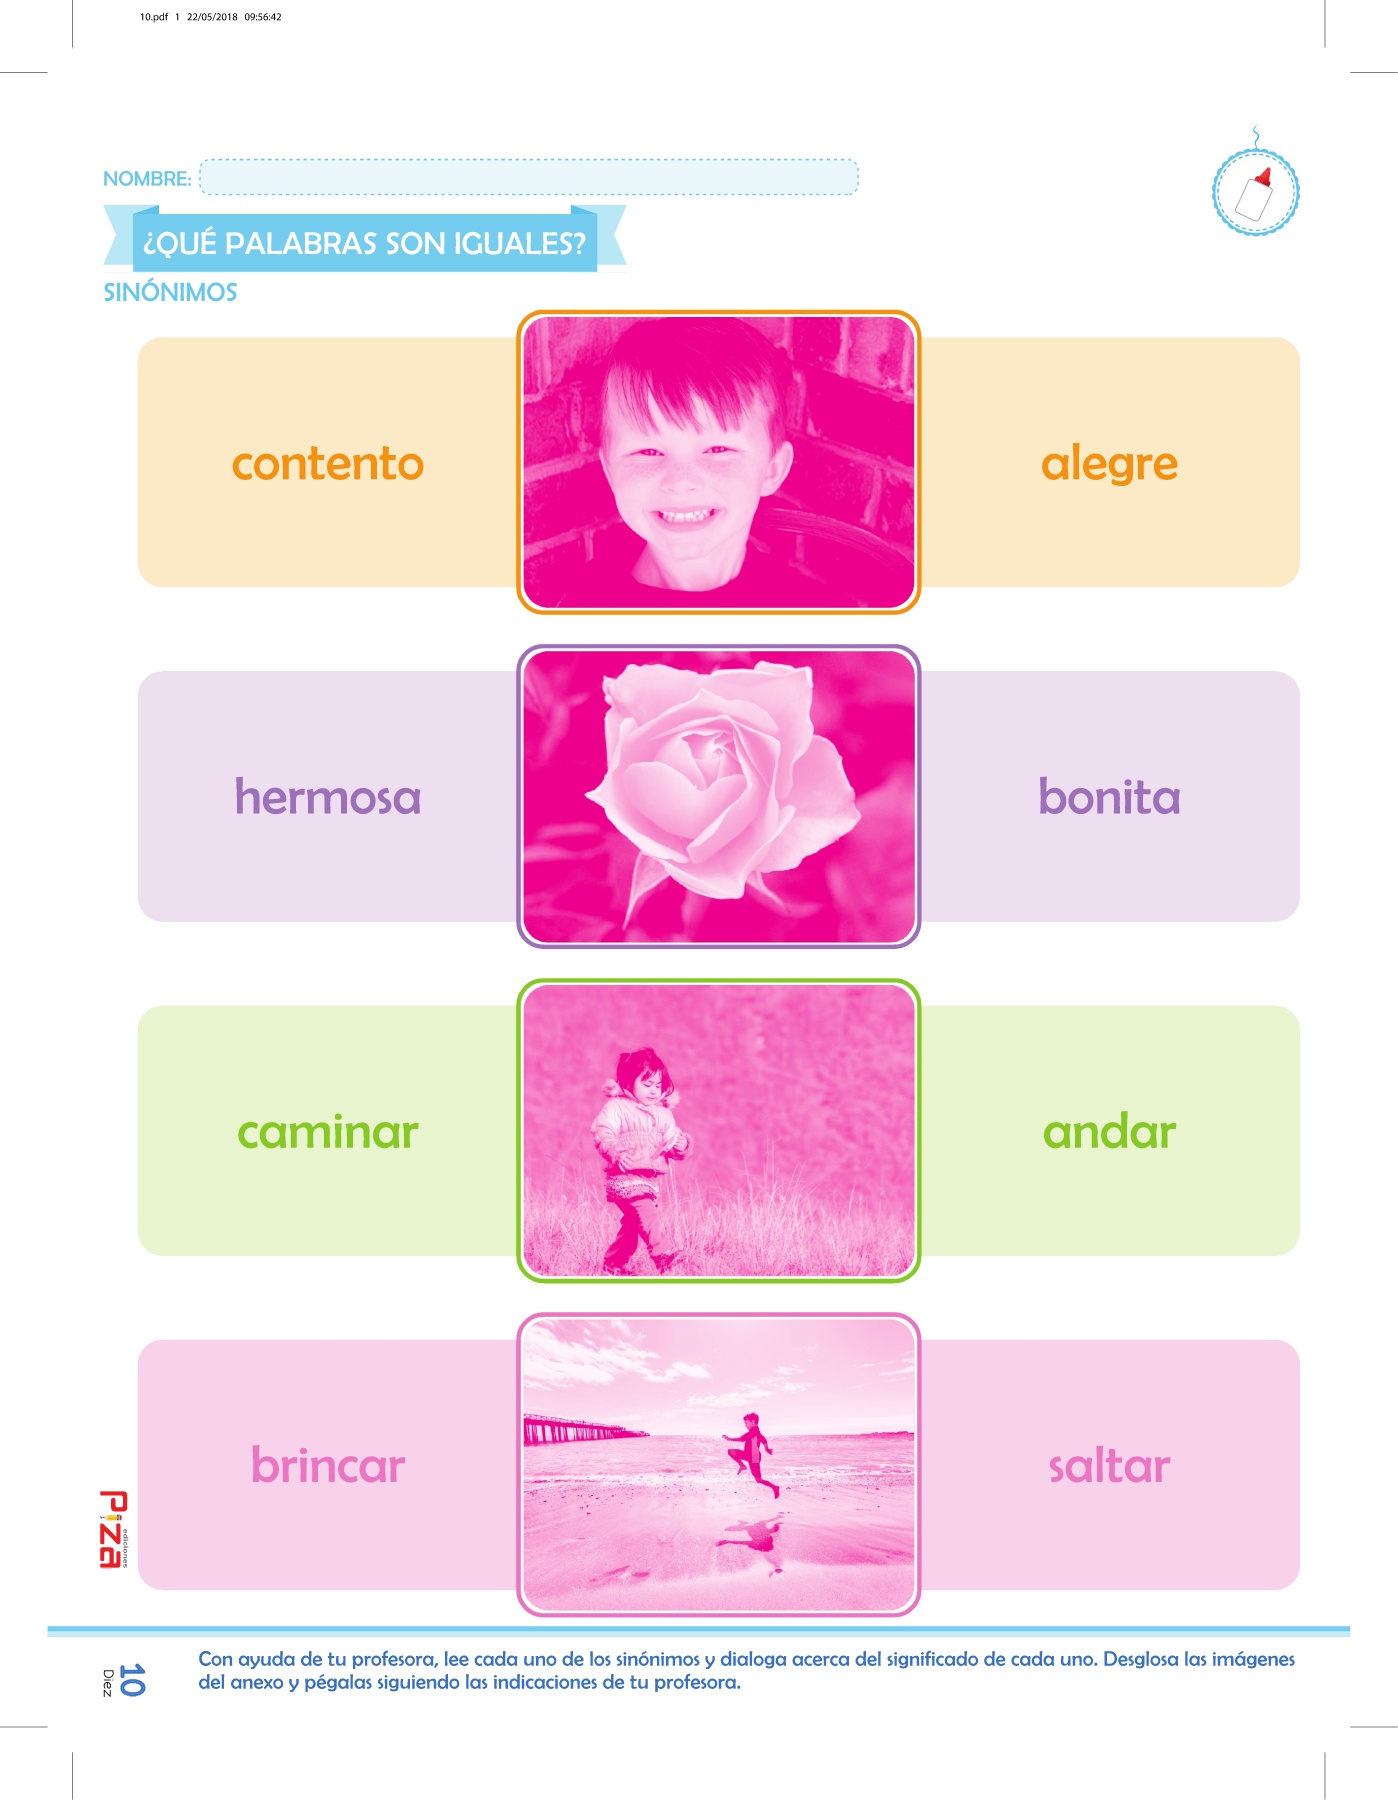 10.pdf 1 22/05/2018 09:56:42
NOMBRE:
¿QUÉ PALABRAS SON IGUALES?
SINÓNIMOS
contento
alegre
hermosa
bonita
caminar
andar
brincar
saltar
Piza
ediciones
10
Diez
Con ayuda de tu profesora, lee cada uno de los sinónimos y dialoga acerca del significado de cada uno. Desglosa las imágenes
del anexo y pégalas siguiendo las indicaciones de tu profesora.